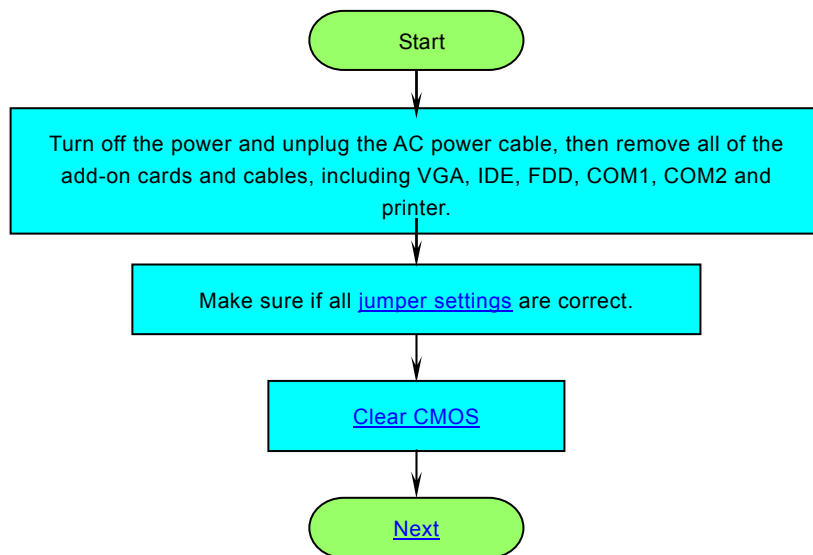 Start
Turn off the power and unplug the AC power cable, then remove all of the
add-on cards and cables, including VGA, IDE, FDD, COM1, COM2 and
printer.
Make sure if all jumper settings are correct.
Clear CMOS
Next